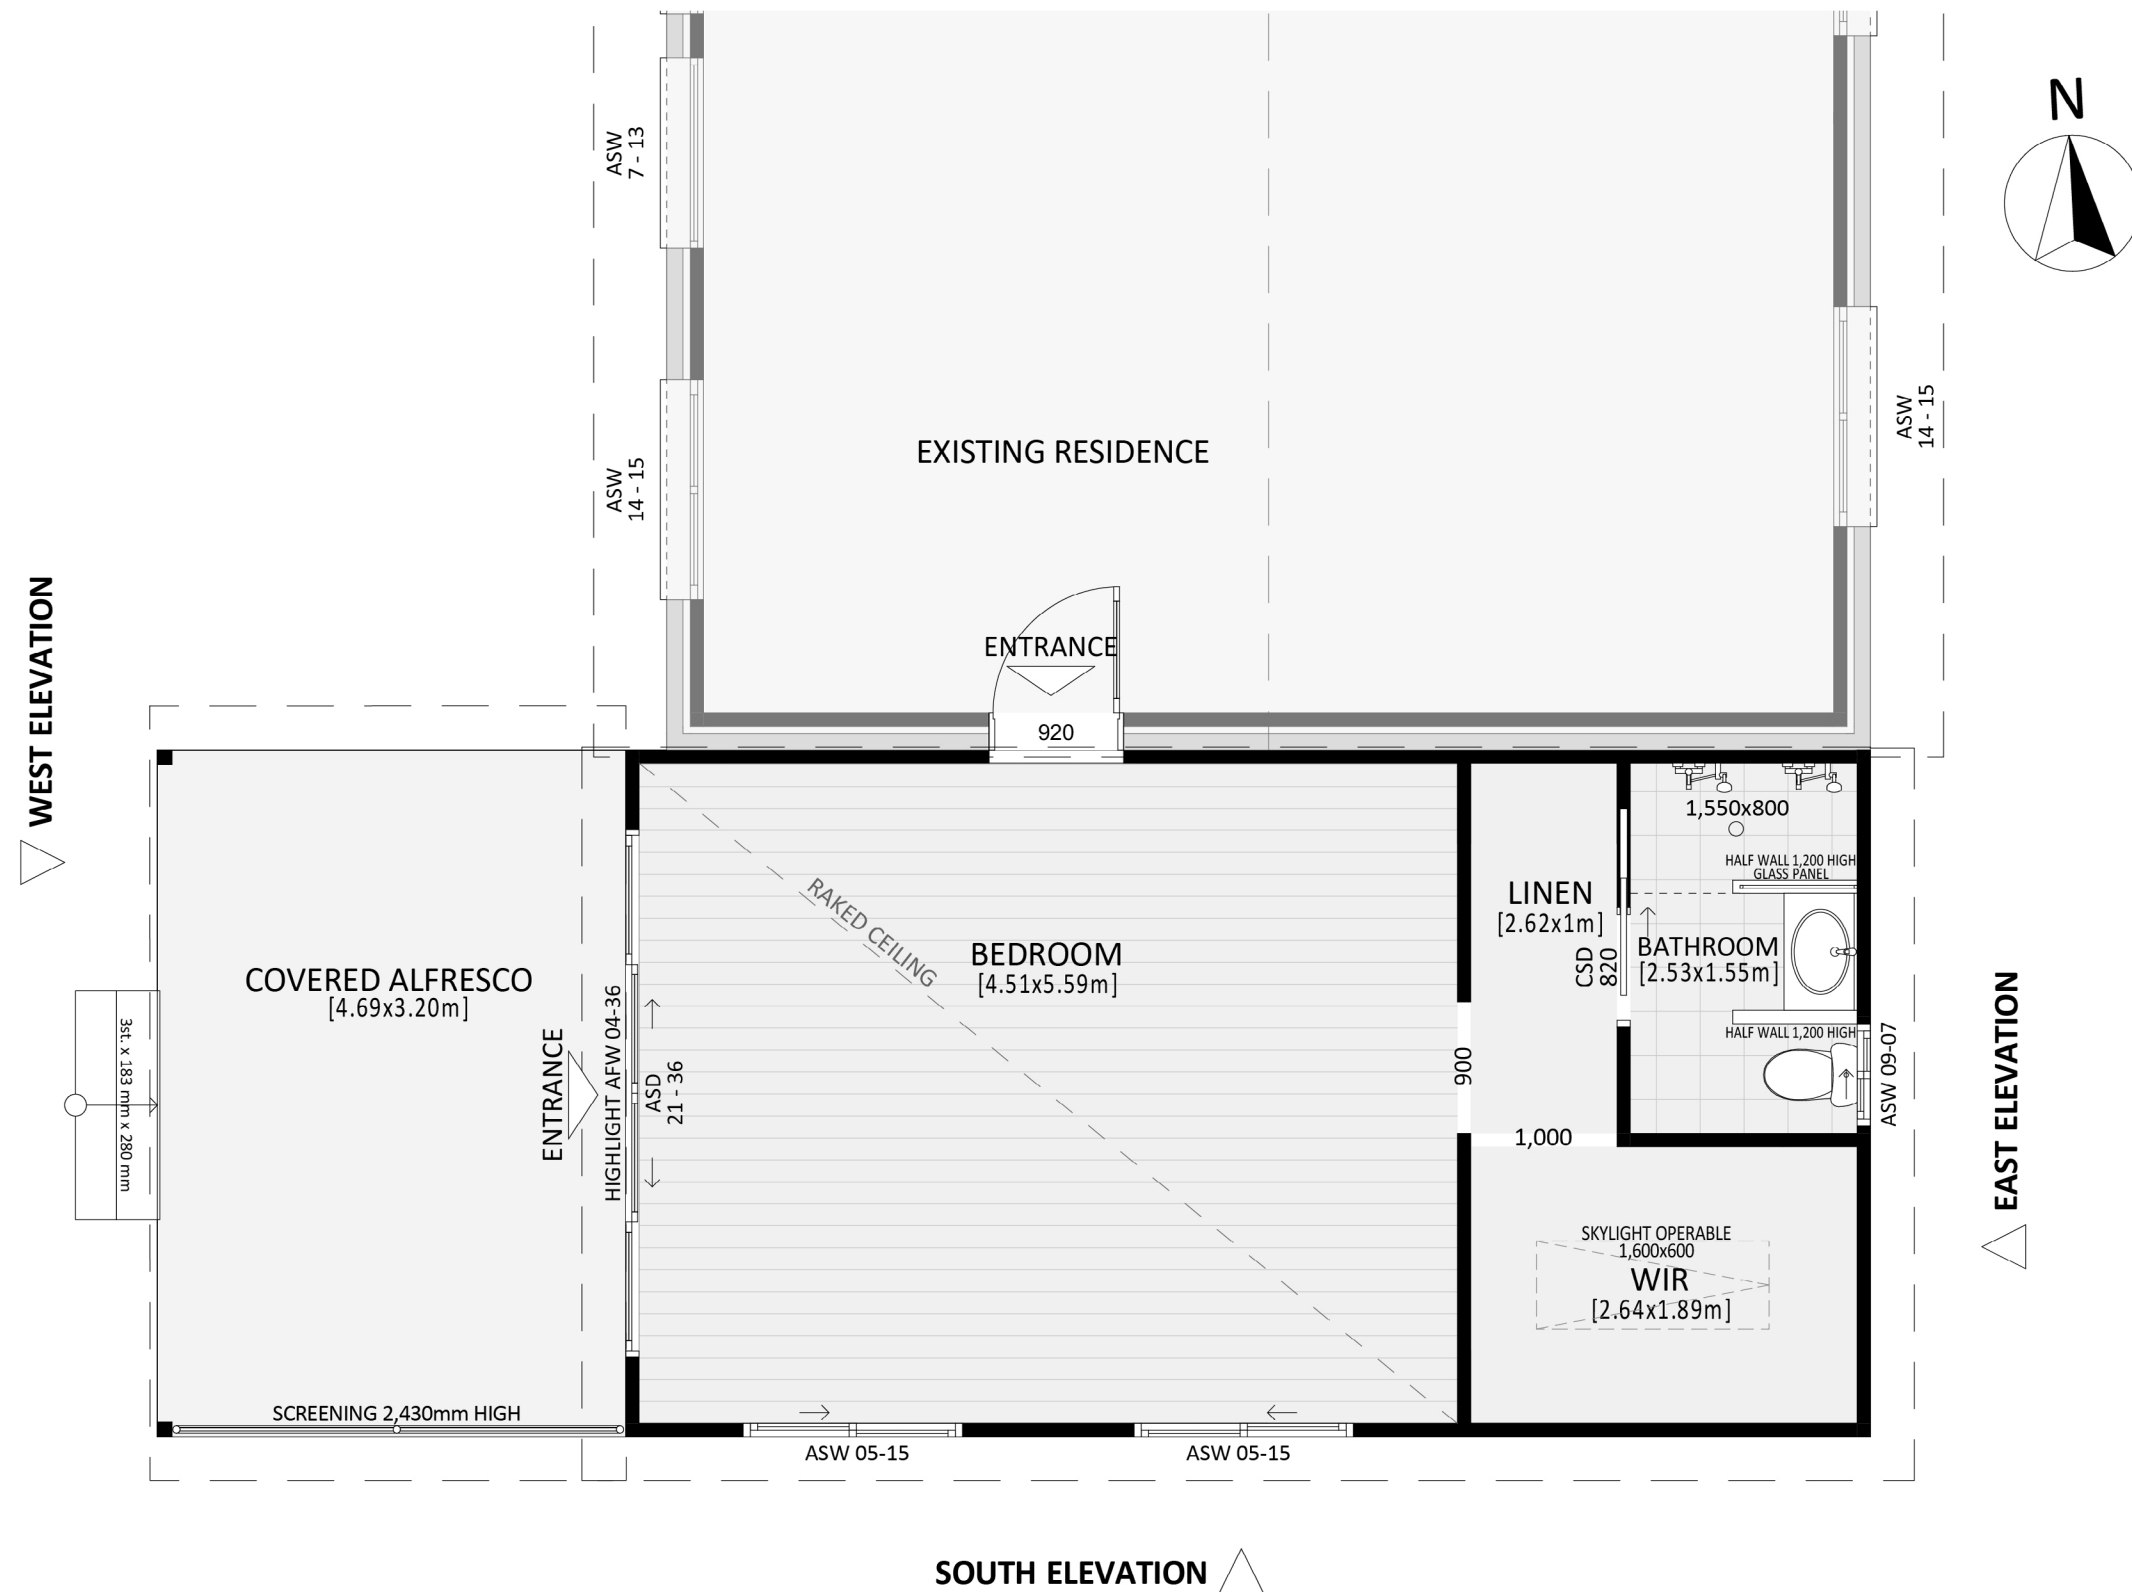 N
ASW
7 - 13
ASW
14 - 15
ASW
14 - 15
EXISTING RESIDENCE
WEST ELEVATION
ENTRANCE
920
1,550x800
HALF WALL 1,200 HIGH
GLASS PANEL
LINEN
[2.62x1m]
RAKED CEILING
BEDROOM
[4.51x5.59m]
CSD
820
BATHROOM
[2.53x1.55m]
COVERED ALFRESCO
[4.69x3.20m]
3st. x 183 mm x 280 mm
ENTRANCE
HIGHLIGHT AFW 04-36
ASD
21 - 36
900
HALF WALL 1,200 HIGH
ASW 09-07
EAST ELEVATION
1,000
SKYLIGHT OPERABLE
1,600x600
WIR
[2.64x1.89m]
SCREENING 2,430mm HIGH
ASW 05-15
ASW 05-15
SOUTH ELEVATION